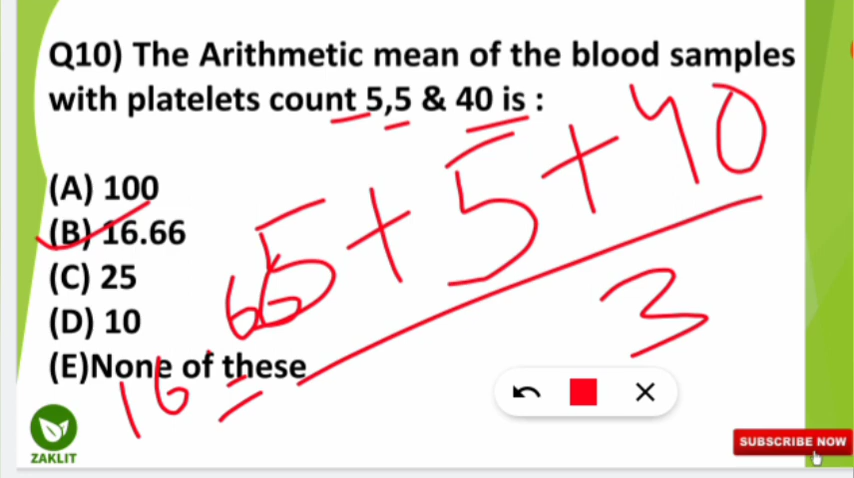 Q10) The Arithmetic mean of the blood samples
with platelets count 5,5 & 40 is :
(A) 100
(B) 16.66
(C) 25
(D) 10
(E)None of these
5+5+40
3
= 16.66
ZAKLIT
SUBSCRIBE NOW